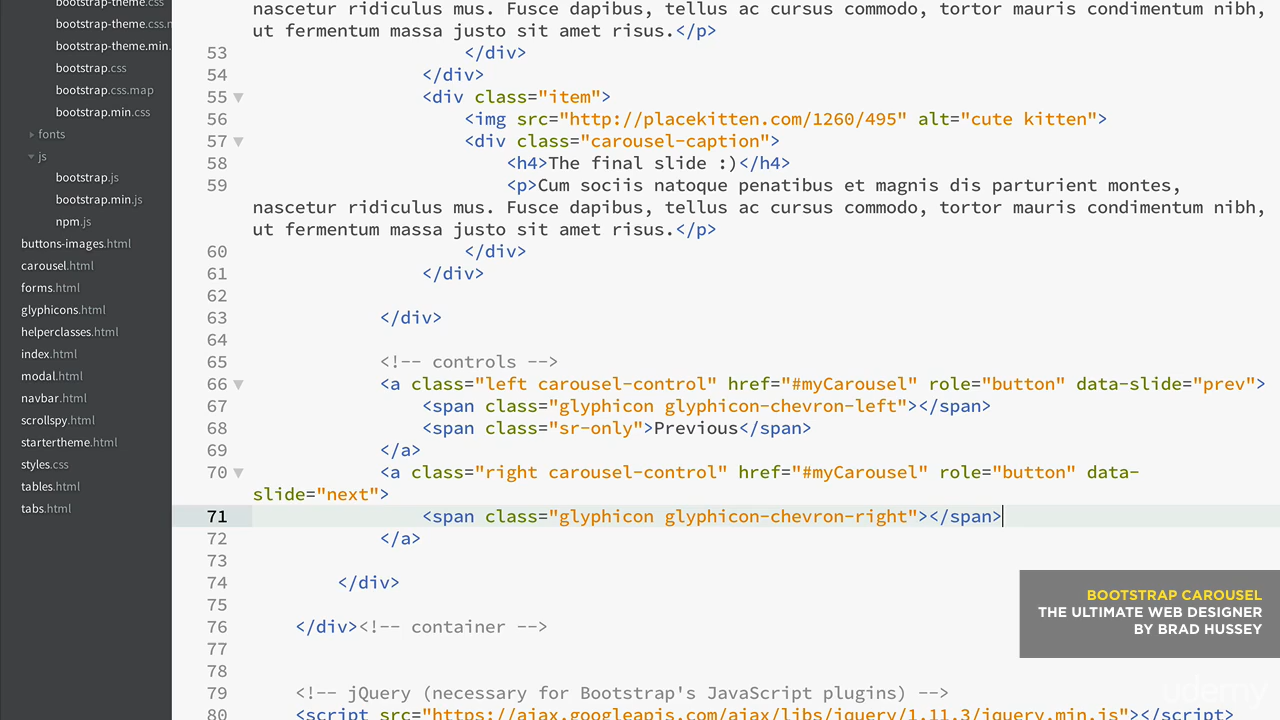 bootstrap-theme.css
bootstrap-theme.css.m
bootstrap-theme.min.
bootstrap.css
bootstrap.css.map
bootstrap.min.css
fonts
js
bootstrap.js
bootstrap.min.js
npm.js
buttons-images.html
carousel.html
forms.html
glyphicons.html
helperclasses.html
index.html
modal.html
navbar.html
scrollspy.html
startertheme.html
styles.css
tables.html
tabs.html
nascetur ridiculus mus. Fusce dapibus, tellus ac cursus commodo, tortor mauris condimentum nibh,
ut fermentum massa justo sit amet risus.</p>
53 </div>
54 </div>
55 <div class="item">
56 <img src="http://placekitten.com/1260/495" alt="cute kitten">
57 <div class="carousel-caption">
58 <h4>The final slide :)</h4>
59 <p>Cum sociis natoque penatibus et magnis dis parturient montes,
nascetur ridiculus mus. Fusce dapibus, tellus ac cursus commodo, tortor mauris condimentum nibh,
ut fermentum massa justo sit amet risus.</p>
60 </div>
61 </div>
62
63 </div>
64
65 <!-- controls -->
66 <a class="left carousel-control" href="#myCarousel" role="button" data-slide="prev">
67 <span class="glyphicon glyphicon-chevron-left"></span>
68 <span class="sr-only">Previous</span>
69 </a>
70 <a class="right carousel-control" href="#myCarousel" role="button" data-
slide="next">
71 <span class="glyphicon glyphicon-chevron-right"></span>
72 </a>
73
74 </div>
75
76 </div><!-- container -->
77
78
79 <!-- jQuery (necessary for Bootstrap's JavaScript plugins) -->
80 <script src="https://ajax.googleapis.com/ajax/libs/jquery/1.11.3/jquery.min.js"></script>
BOOTSTRAP CAROUSEL
THE ULTIMATE WEB DESIGNER
BY BRAD HUSSEY
udemy